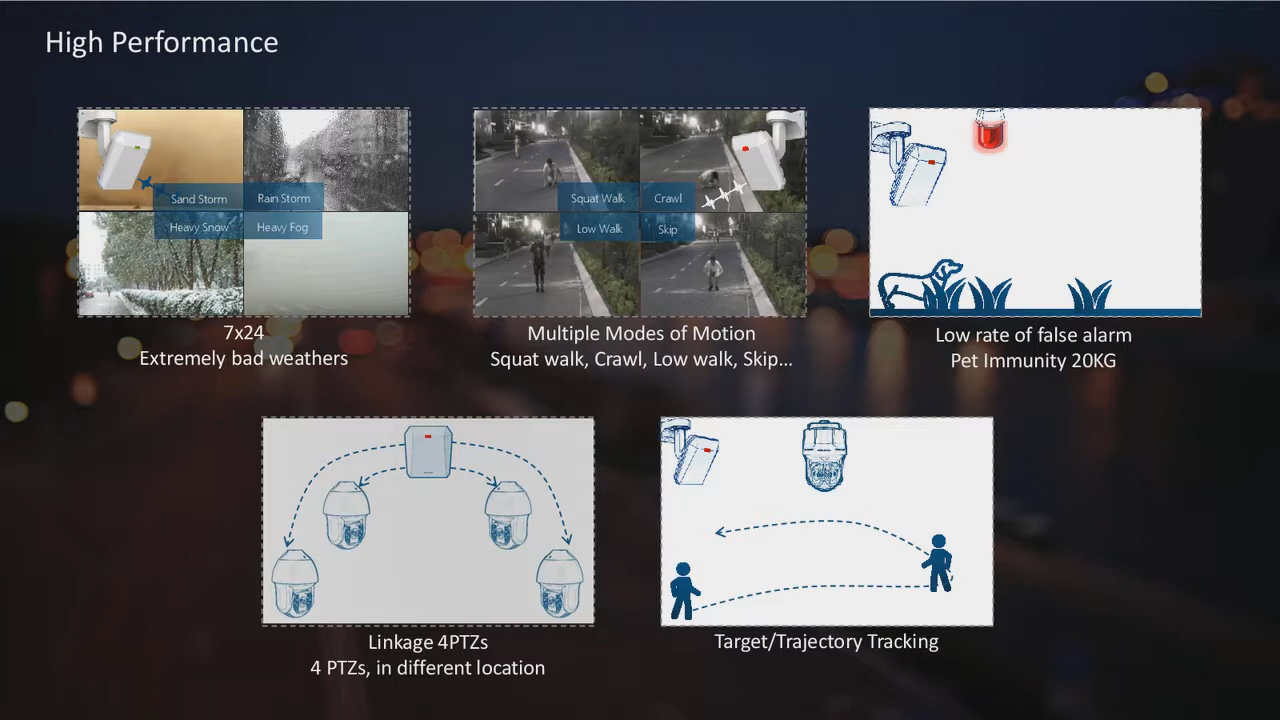 High Performance
Sand Storm
Rain Storm
Heavy Snow
Heavy Fog
7x24
Extremely bad weathers
Squat Walk
Crawl
Low Walk
Skip
Multiple Modes of Motion
Squat walk, Crawl, Low walk, Skip...
Low rate of false alarm
Pet Immunity 20KG
Linkage 4PTZs
4 PTZs, in different location
Target/Trajectory Tracking